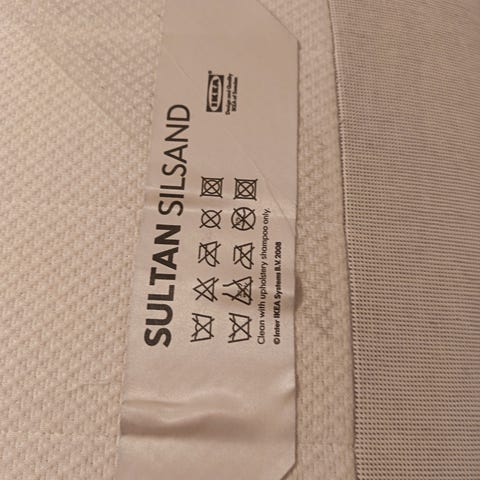 SULTAN SILSAND
IKEA
Design and Quality
IKEA of Sweden
Clean with upholstery shampoo only.
© Inter IKEA Systems B.V. 2008